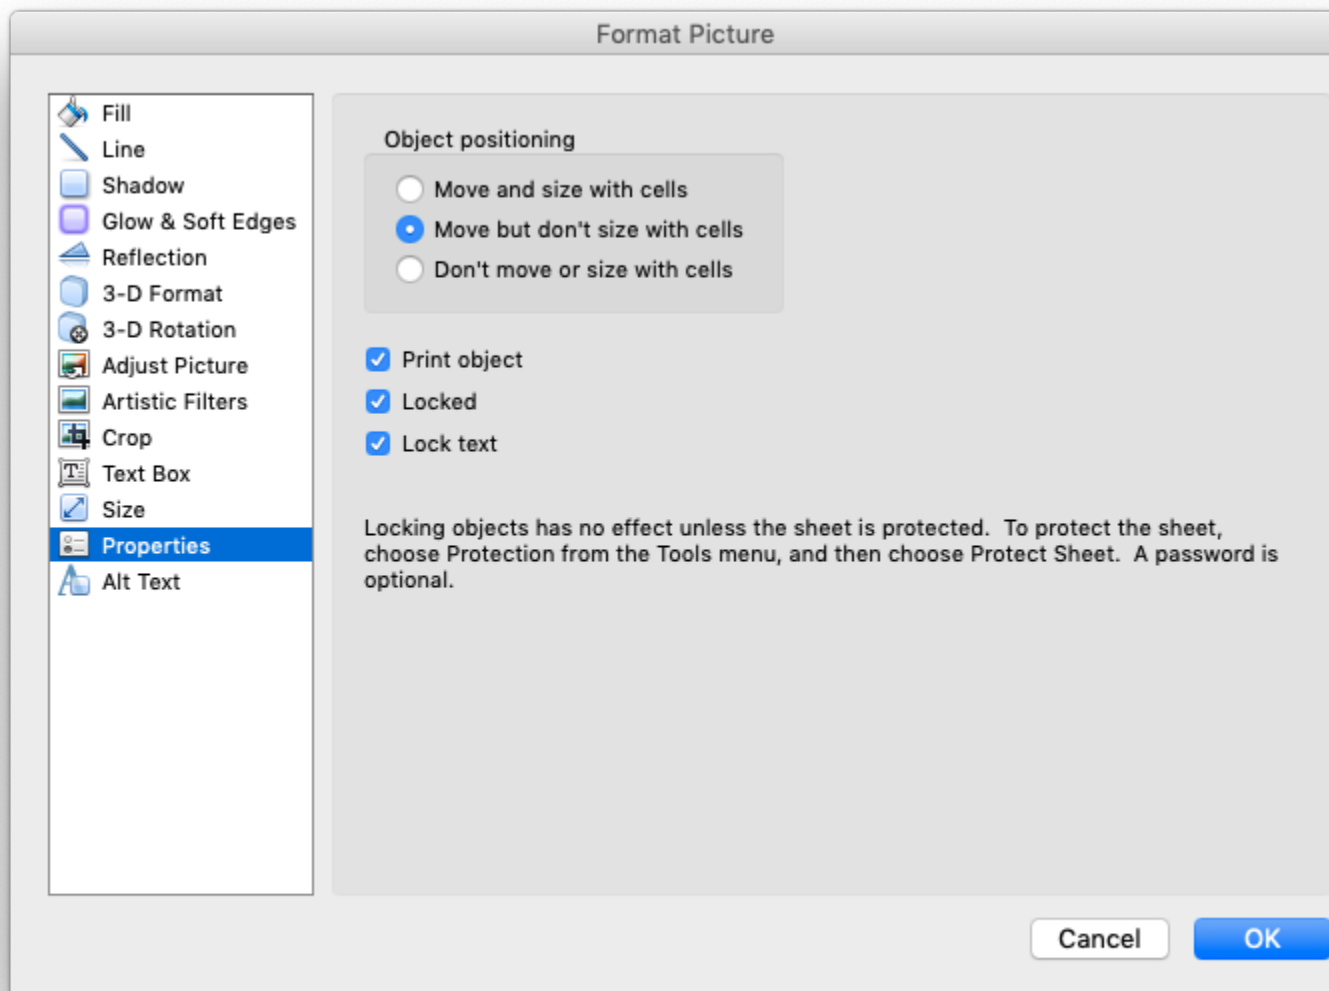 Format Picture
Fill
Line
Shadow
Glow & Soft Edges
Reflection
3-D Format
3-D Rotation
Adjust Picture
Artistic Filters
Crop
Text Box
Size
Properties
Alt Text
Object positioning
Move and size with cells
Move but don't size with cells
Don't move or size with cells
Print object
Locked
Lock text
Locking objects has no effect unless the sheet is protected.  To protect the sheet,
choose Protection from the Tools menu, and then choose Protect Sheet.  A password is
optional.
Cancel
OK